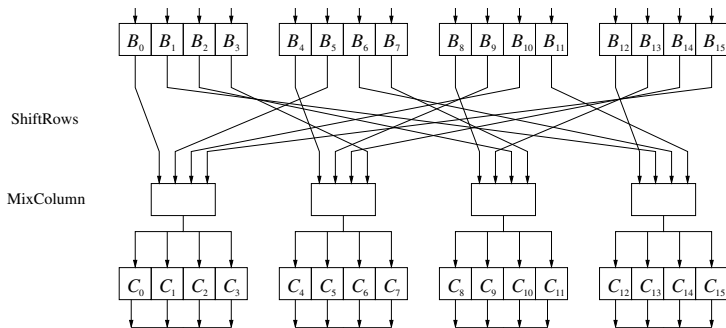 B0 B1 B2 B3 B4 B5 B6 B7 B8 B9 B10 B11 B12 B13 B14 B15
ShiftRows
MixColumn
C0 C1 C2 C3 C4 C5 C6 C7 C8 C9 C10 C11 C12 C13 C14 C15